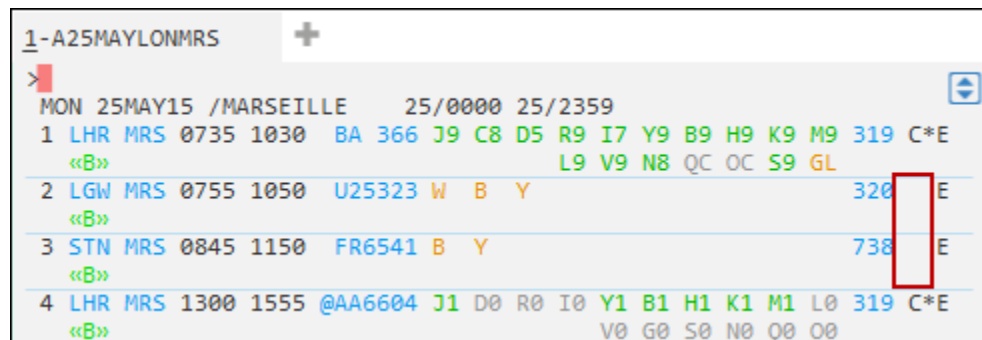 1-A25MAYLONMRS +
>
MON 25MAY15 /MARSEILLE 25/0000 25/2359
1 LHR MRS 0735 1030 BA 366 J9 C8 D5 R9 I7 Y9 B9 H9 K9 M9 319 C*E
«B» L9 V9 N8 QC OC S9 GL
2 LGW MRS 0755 1050 U25323 W B Y 320 E
«B»
3 STN MRS 0845 1150 FR6541 B Y 738 E
«B»
4 LHR MRS 1300 1555 @AA6604 J1 D0 R0 I0 Y1 B1 H1 K1 M1 L0 319 C*E
«B» V0 G0 S0 N0 Q0 O0